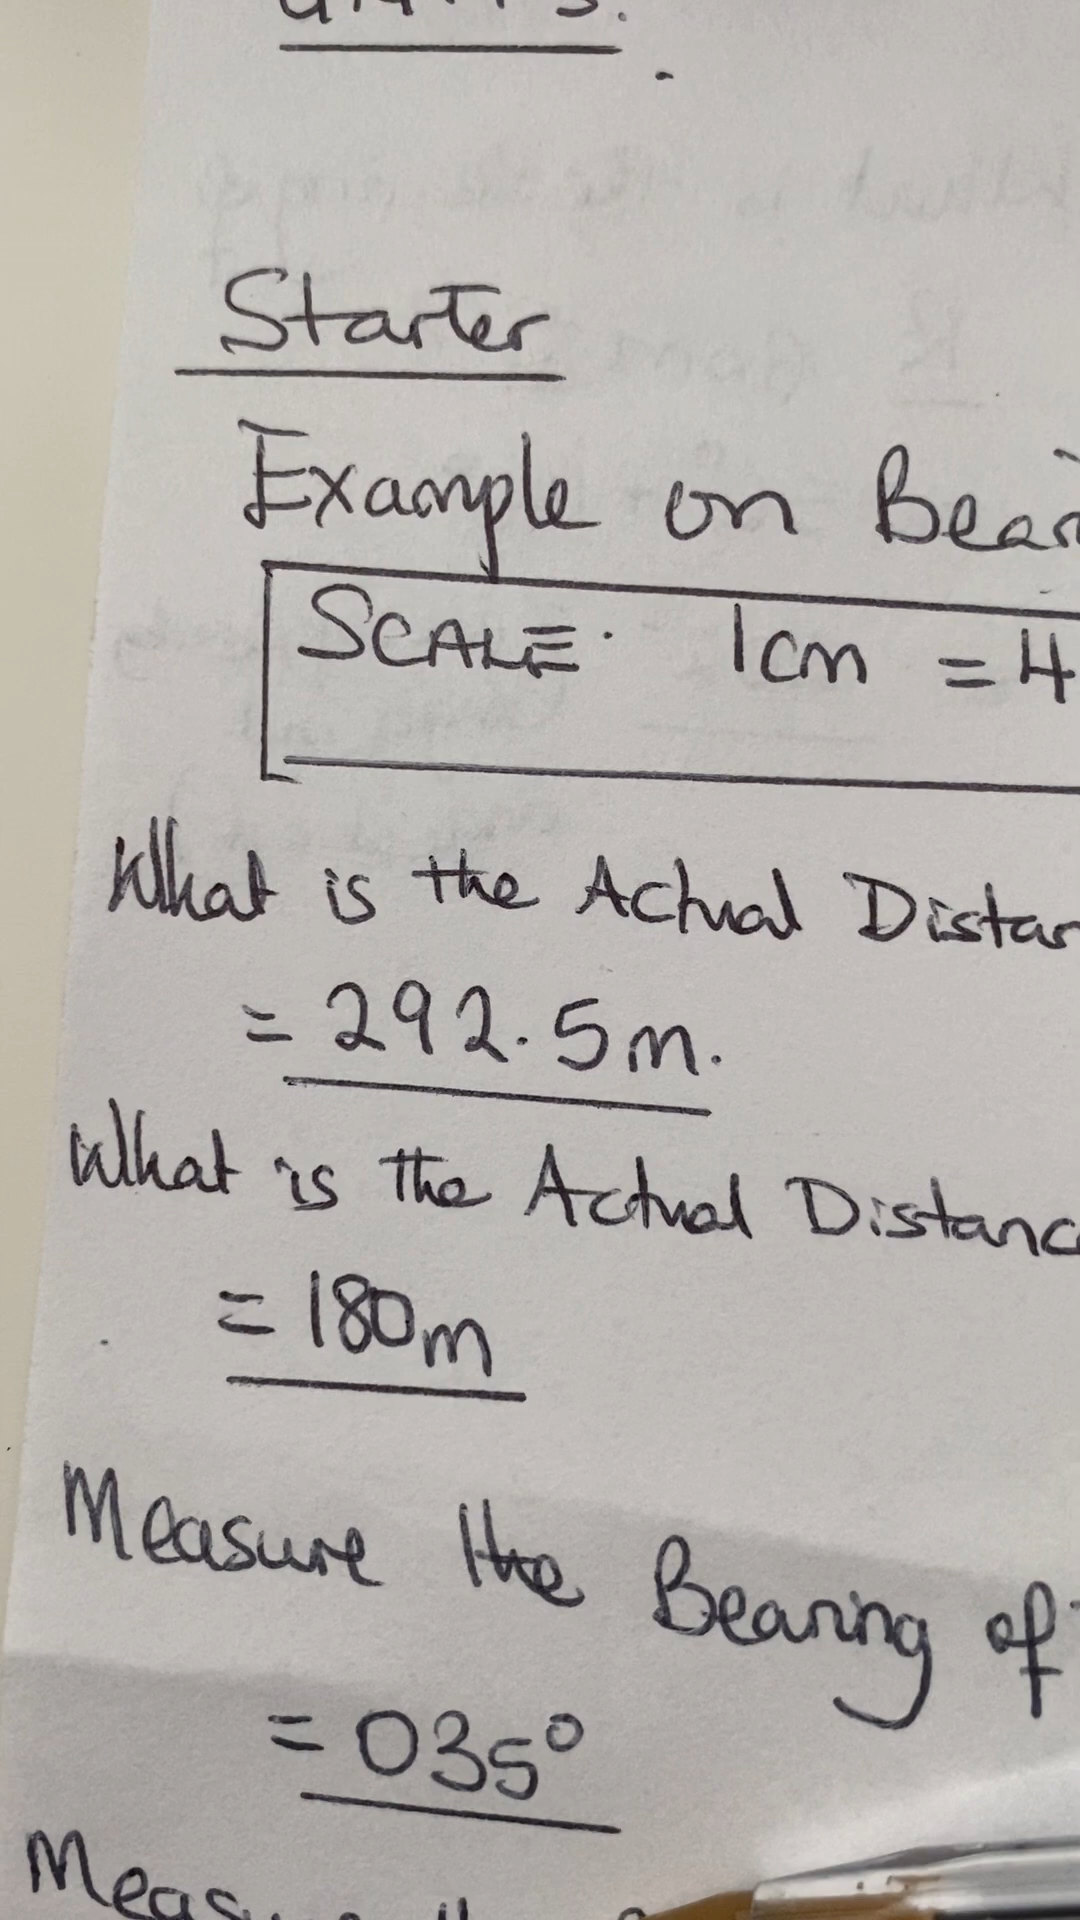 Starter
Example on Bear
SCALE: 1cm = 4
What is the Actual Distan
= 292.5m.
What is the Actual Distanc
= 180m
Measure the Bearing of
= 035°
Meas